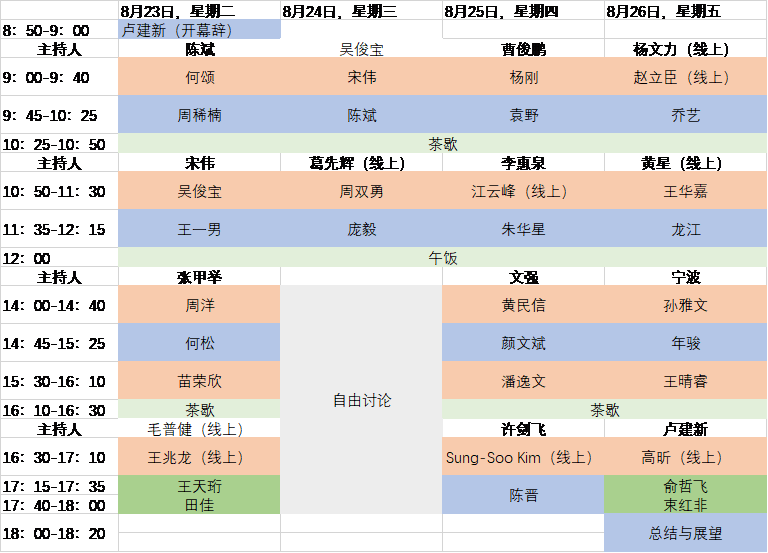 8月23日，星期二 8月24日，星期三 8月25日，星期四 8月26日，星期五
8：50-9：00 卢建新（开幕辞）
主持人 陈斌 吴俊宝 曹俊鹏 杨文力（线上）
9：00-9：40 何颂 宋伟 杨刚 赵立臣（线上）
9：45-10：25 周稀楠 陈斌 袁野 乔艺
10：25-10：50 茶歇
主持人 宋伟 葛先辉（线上） 李惠泉 黄星（线上）
10：50-11：30 吴俊宝 周双勇 江云峰（线上） 王华嘉
11：35-12：15 王一男 庞毅 朱华星 龙江
12：00 午饭
主持人 张甲举 文强 宁波
14：00-14：40 周洋 黄民信 孙雅文
14：45-15：25 何松 颜文斌 年骏
15：30-16：10 苗荣欣 自由讨论 潘逸文 王晴睿
16：10-16：30 茶歇 茶歇
主持人 毛普健（线上） 许剑飞 卢建新
16：30-17：10 王兆龙（线上） Sung-Soo Kim（线上） 高昕（线上）
17：15-17：35 王天珩 陈晋 俞哲飞
17：40-18：00 田佳 束红非
18：00-18：20 总结与展望